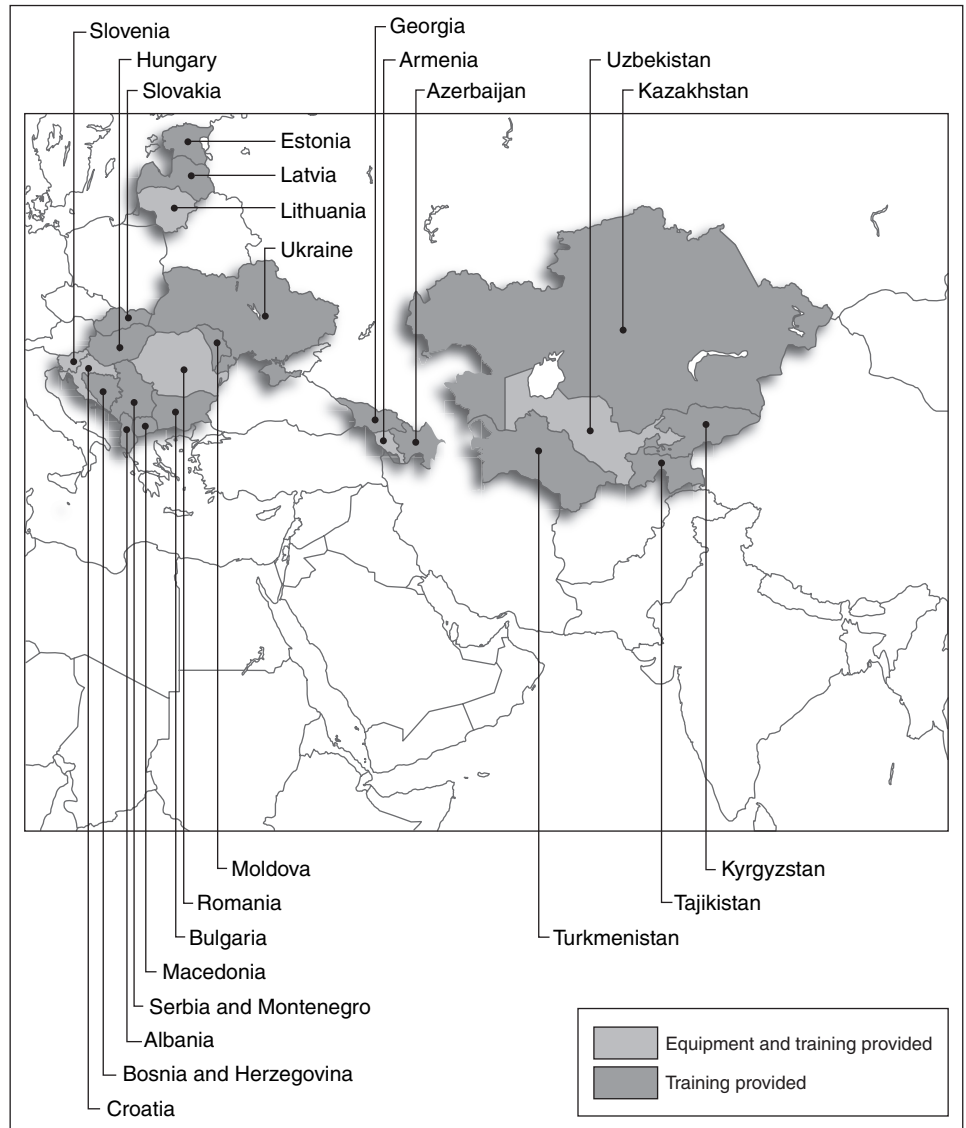 Slovenia
Hungary
Slovakia
Georgia
Armenia
Azerbaijan
Uzbekistan
Kazakhstan
Estonia
Latvia
Lithuania
Ukraine
Moldova
Romania
Bulgaria
Macedonia
Serbia and Montenegro
Albania
Bosnia and Herzegovina
Croatia
Kyrgyzstan
Tajikistan
Turkmenistan
Equipment and training provided
Training provided